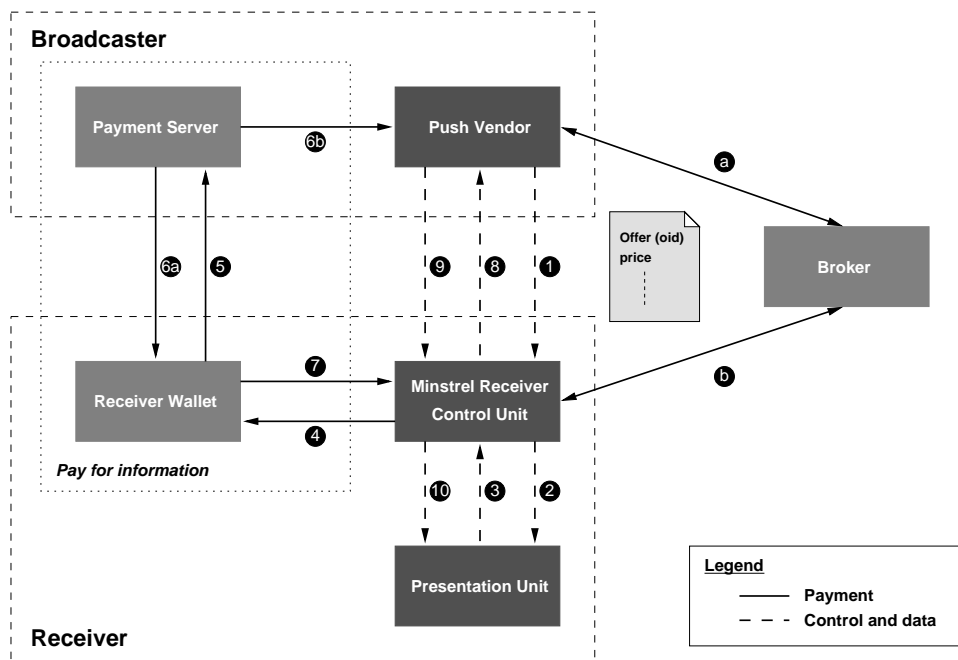 Broadcaster
Payment Server
Push Vendor
6b
a
Offer (oid)
price
Broker
6a
5
9
8
1
b
7
Receiver Wallet
Minstrel Receiver
Control Unit
4
Pay for information
10
3
2
Presentation Unit
Legend
Payment
Control and data
Receiver